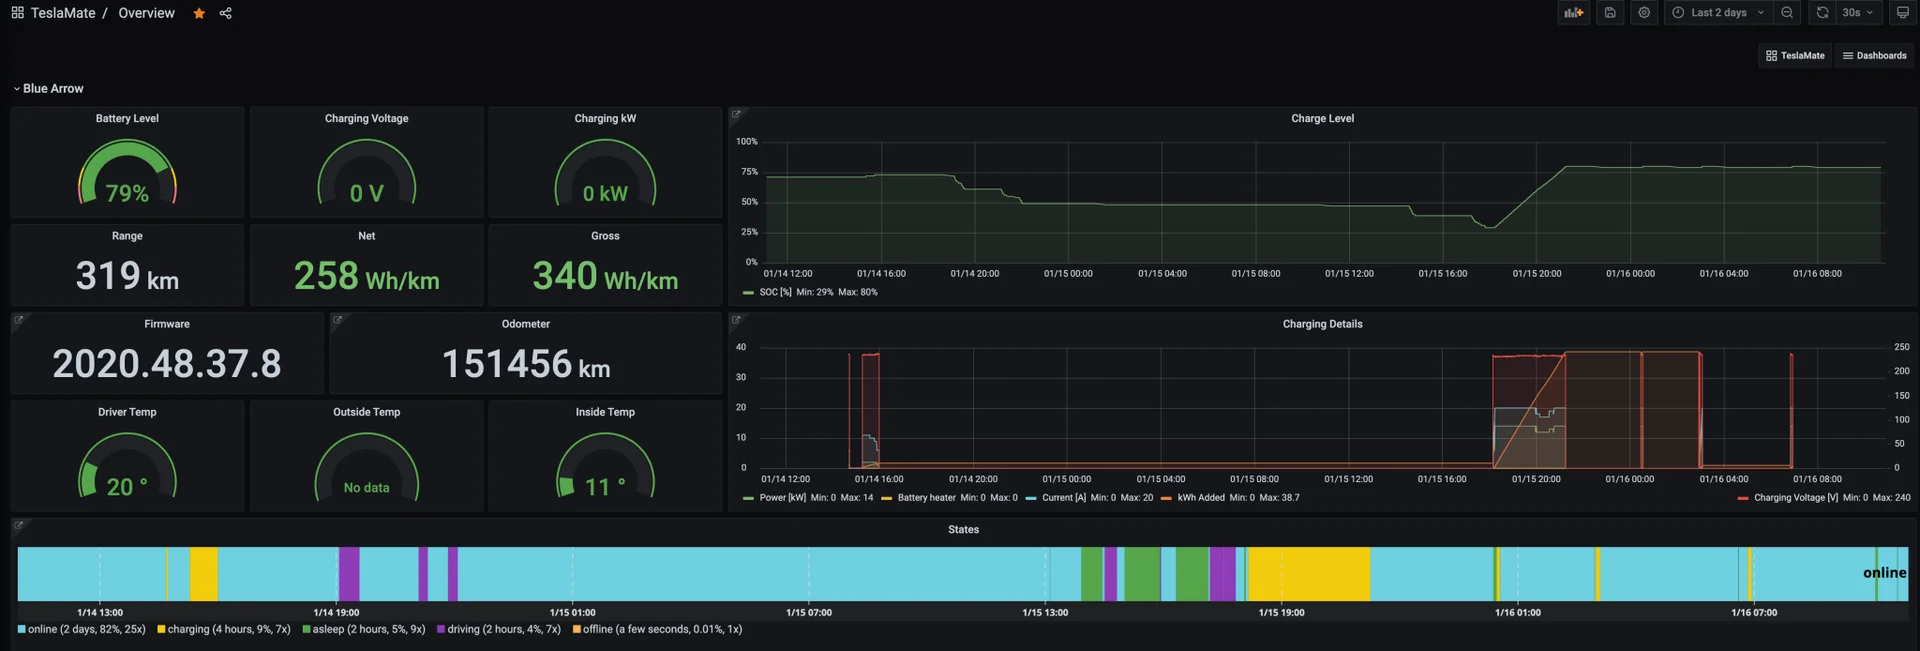 TeslaMate / Overview
Last 2 days
30s
TeslaMate
Dashboards
Blue Arrow
Battery Level
79%
Charging Voltage
0 V
Charging kW
0 kW
Range
319 km
Net
258 Wh/km
Gross
340 Wh/km
Firmware
2020.48.37.8
Odometer
151456 km
Driver Temp
20 °
Outside Temp
No data
Inside Temp
11 °
Charge Level
100%
75%
50%
25%
0%
01/14 12:00 01/14 16:00 01/14 20:00 01/15 00:00 01/15 04:00 01/15 08:00 01/15 12:00 01/15 16:00 01/15 20:00 01/16 00:00 01/16 04:00 01/16 08:00
SOC [%] Min: 29% Max: 80%
Charging Details
40 250
30 200
20 150
10 100
0 50
0
01/14 12:00 01/14 16:00 01/14 20:00 01/15 00:00 01/15 04:00 01/15 08:00 01/15 12:00 01/15 16:00 01/15 20:00 01/16 00:00 01/16 04:00 01/16 08:00
Power [kW] Min: 0 Max: 14 Battery heater Min: 0 Max: 0 Current [A] Min: 0 Max: 20 kWh Added Min: 0 Max: 38.7 Charging Voltage [V] Min: 0 Max: 240
States
online
1/14 13:00 1/14 19:00 1/15 01:00 1/15 07:00 1/15 13:00 1/15 19:00 1/16 01:00 1/16 07:00
online (2 days, 82%, 25x) charging (4 hours, 9%, 7x) asleep (2 hours, 5%, 9x) driving (2 hours, 4%, 7x) offline (a few seconds, 0.01%, 1x)